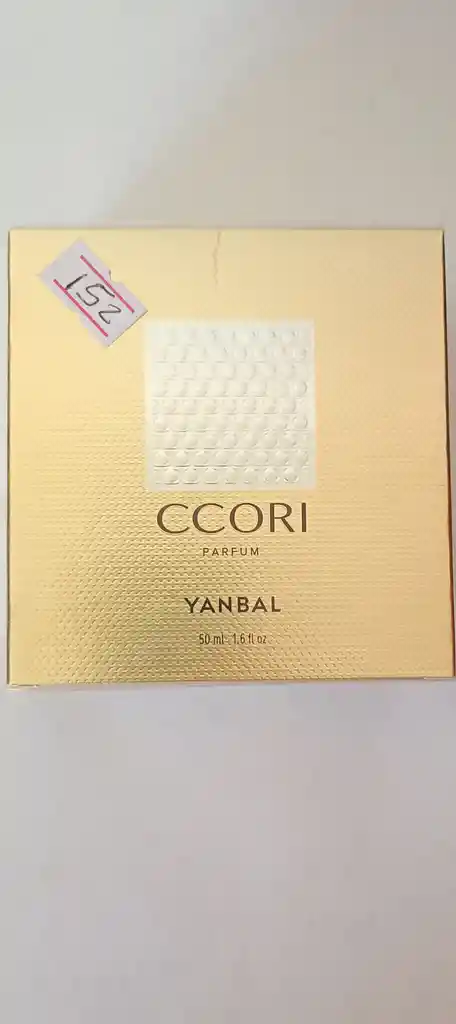 152
CCORI
PARFUM
YANBAL
50 ml - 1.6 fl oz